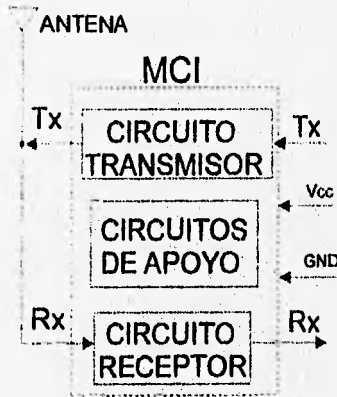 ANTENA
MCI
Tx
CIRCUITO
TRANSMISOR
Tx
Vcc
CIRCUITOS
DE APOYO
GND
Rx
CIRCUITO
RECEPTOR
Rx